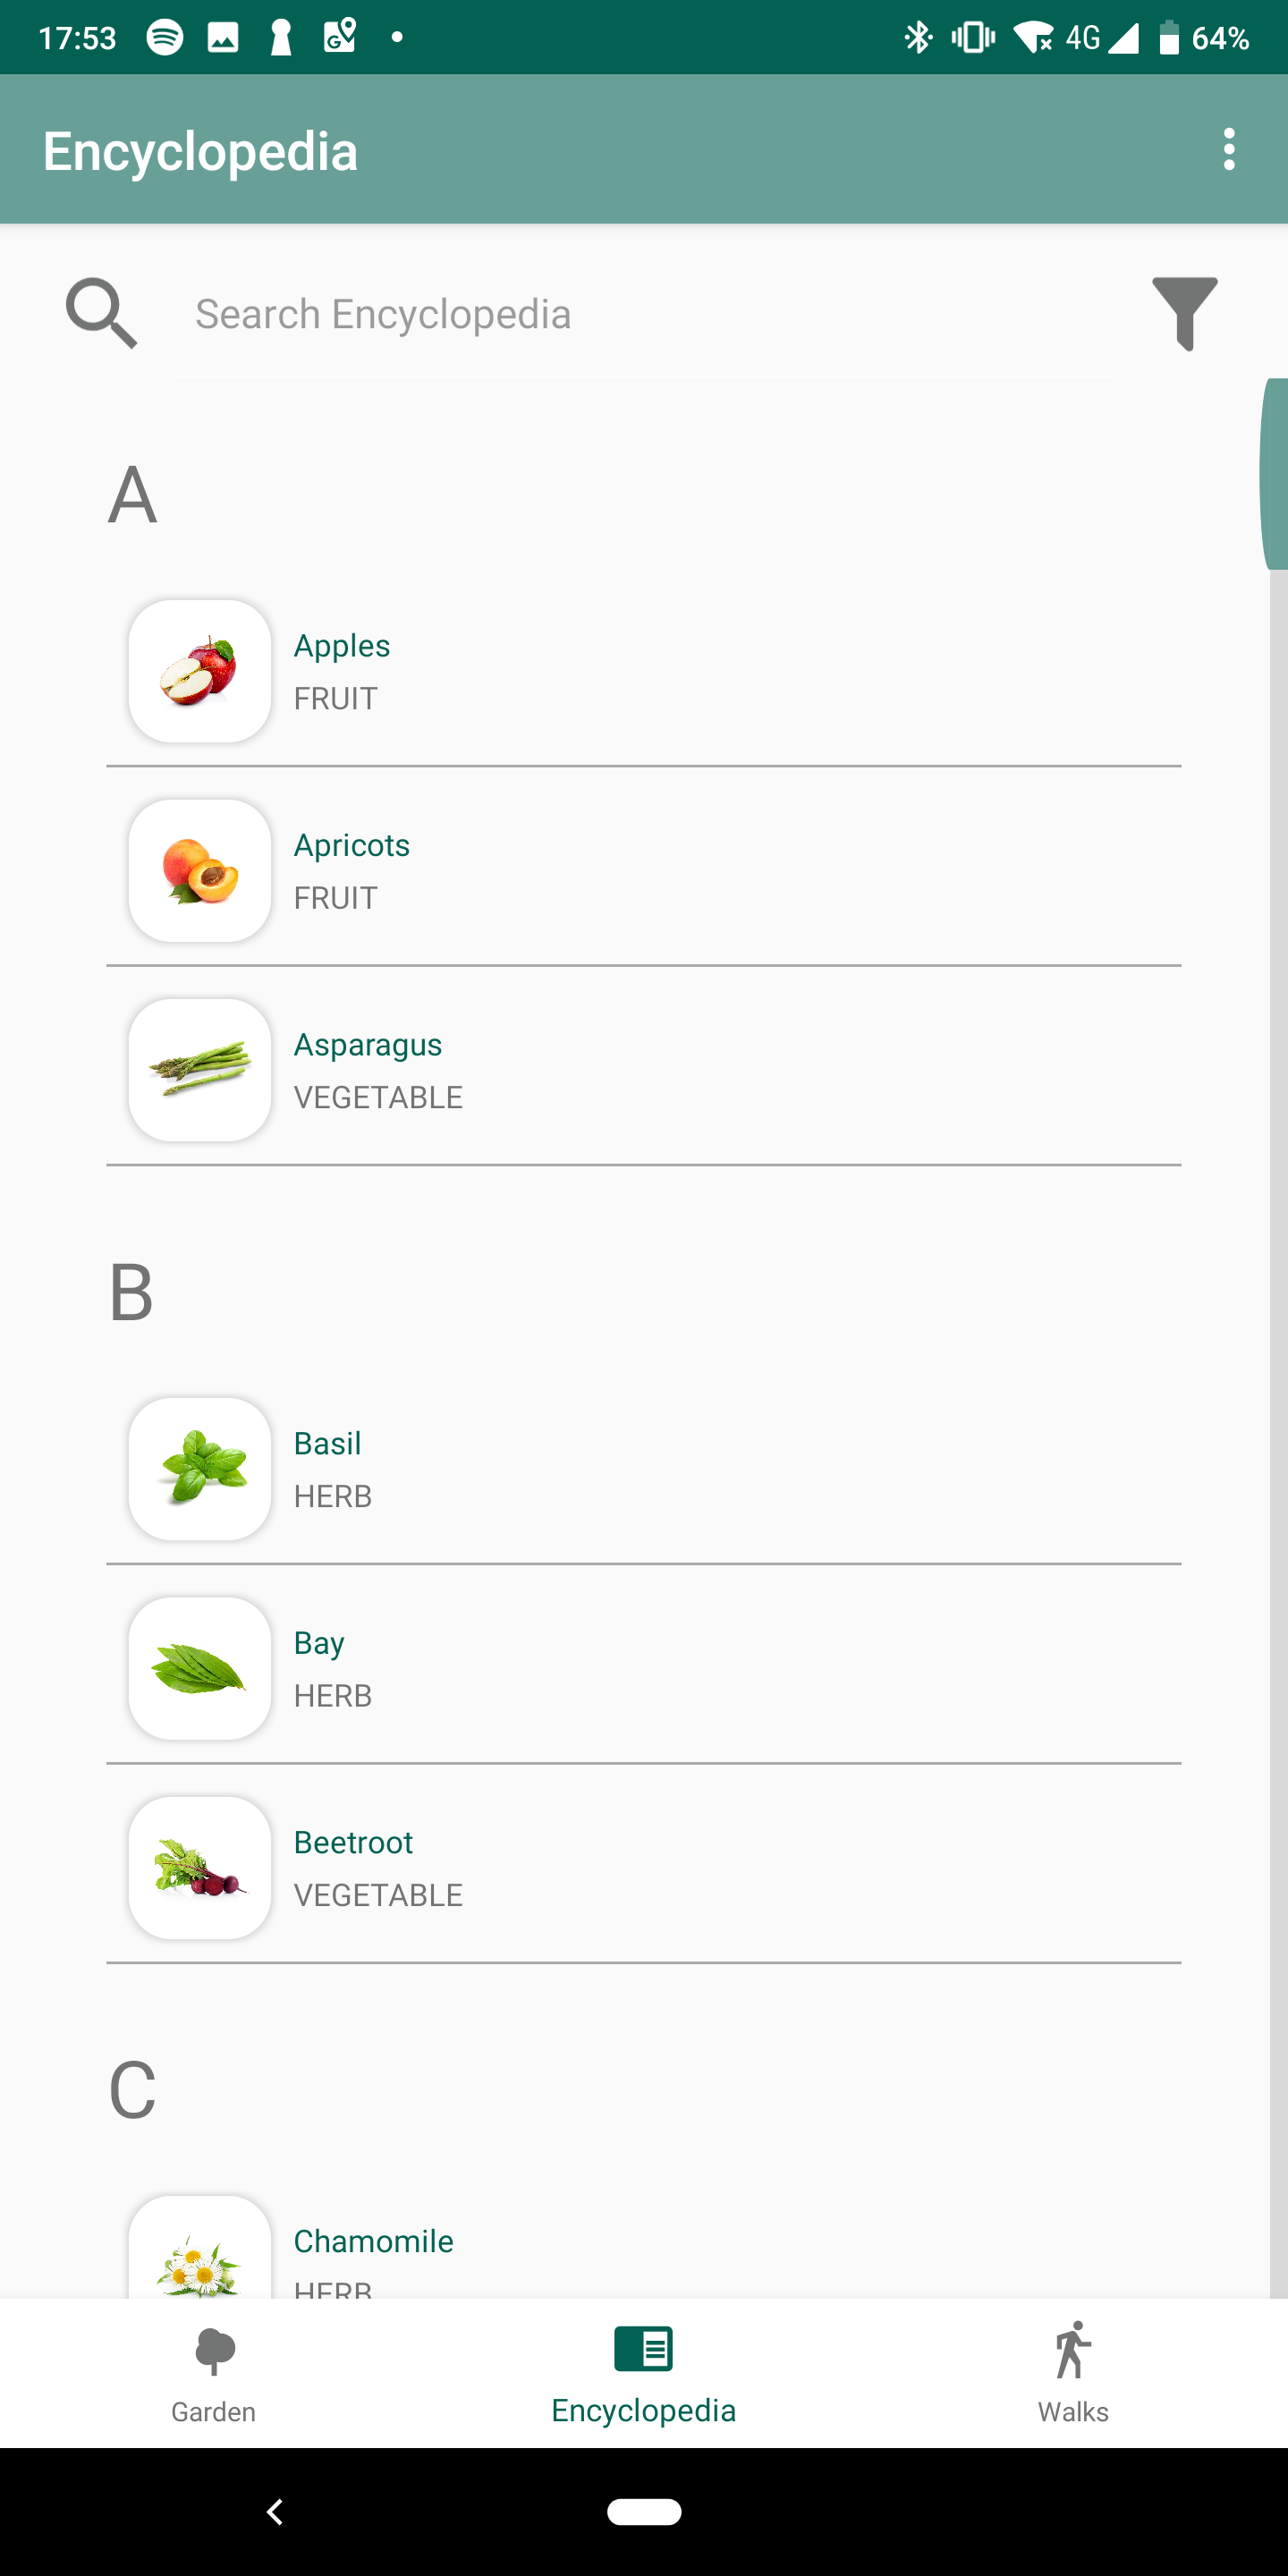 17:53 4G 64%
Encyclopedia
Search Encyclopedia
A
Apples
FRUIT
Apricots
FRUIT
Asparagus
VEGETABLE
B
Basil
HERB
Bay
HERB
Beetroot
VEGETABLE
C
Chamomile
HERB
Garden
Encyclopedia
Walks